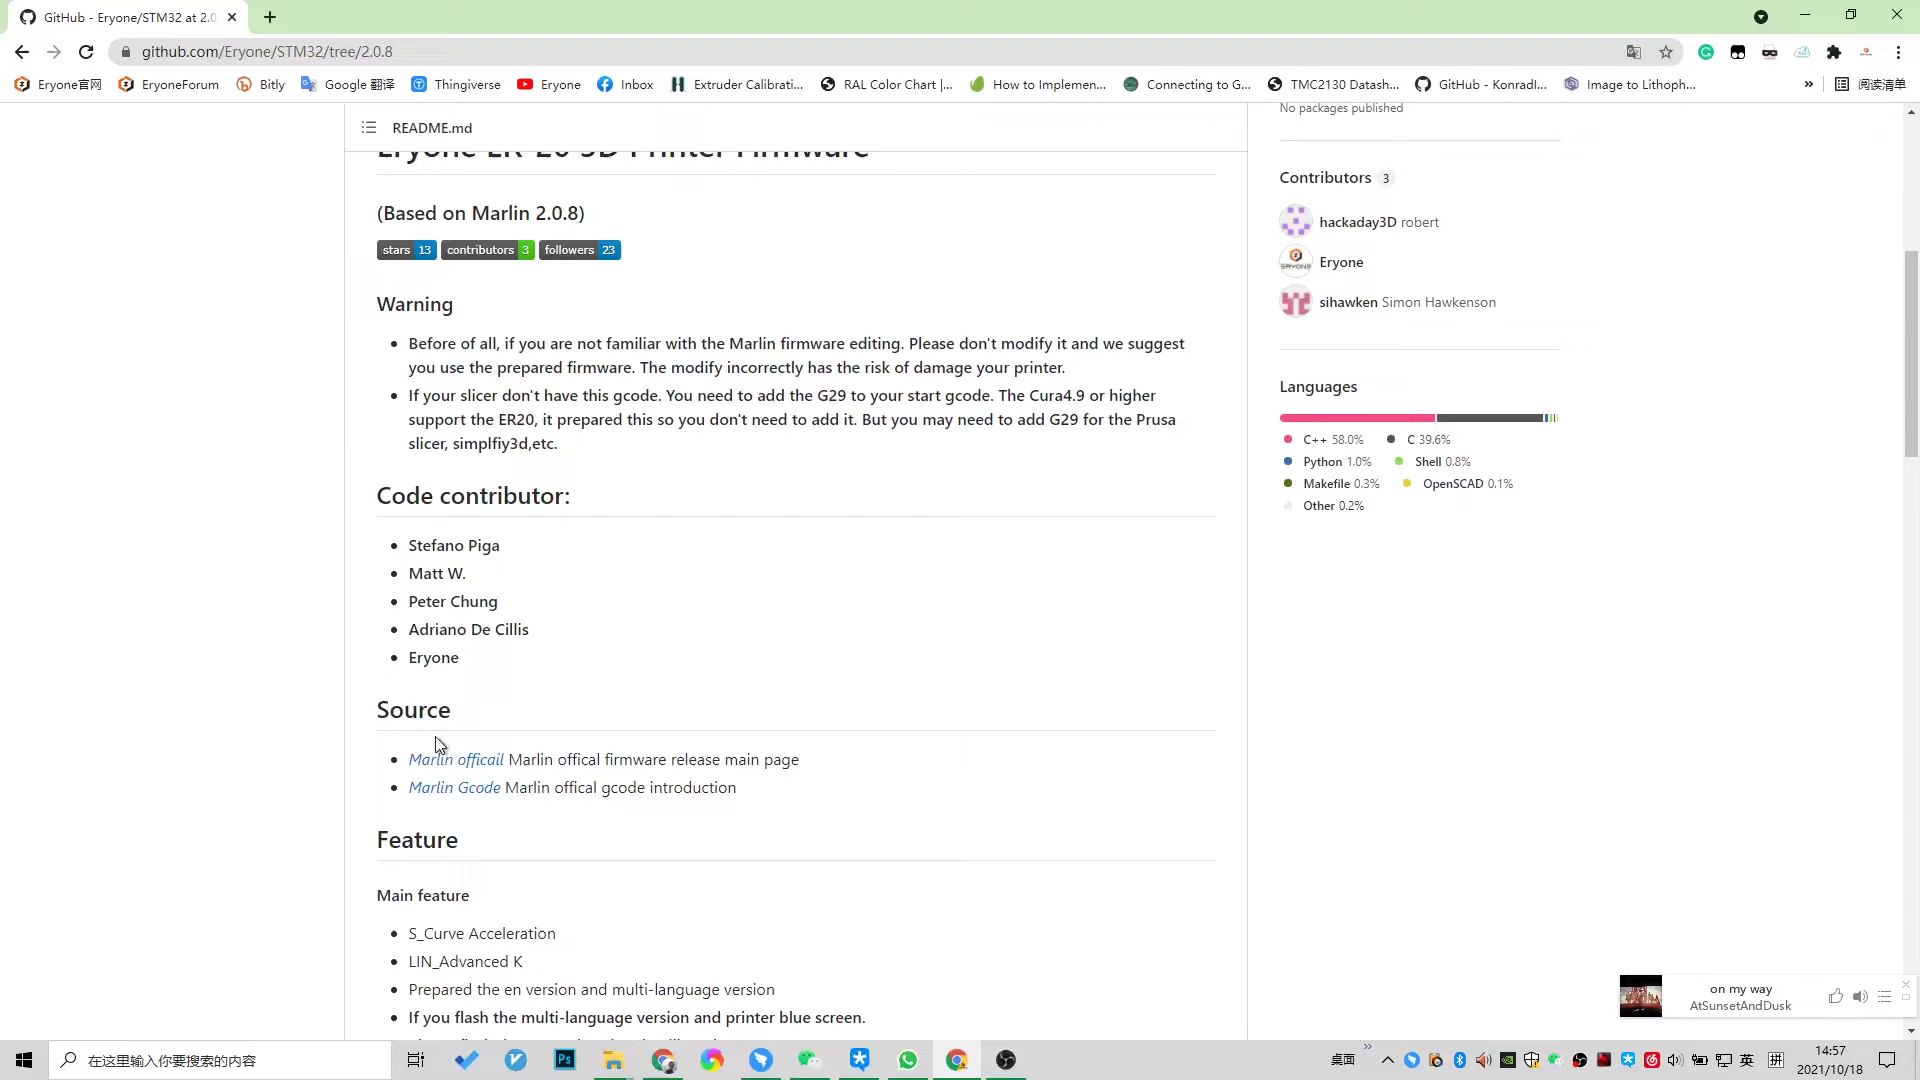 GitHub - Eryone/STM32 at 2.0.
github.com/Eryone/STM32/tree/2.0.8
Eryone官网
EryoneForum
Bitly
Google 翻译
Thingiverse
Eryone
Inbox
Extruder Calibrati...
RAL Color Chart |...
How to Implemen...
Connecting to G...
TMC2130 Datash...
GitHub - Konradl...
Image to Lithoph...
»
阅读清单
README.md
Eryone ER-20 3D Printer Firmware
(Based on Marlin 2.0.8)
stars 13 contributors 3 followers 23
Warning
Before of all, if you are not familiar with the Marlin firmware editing. Please don't modify it and we suggest
you use the prepared firmware. The modify incorrectly has the risk of damage your printer.
If your slicer don't have this gcode. You need to add the G29 to your start gcode. The Cura4.9 or higher
support the ER20, it prepared this so you don't need to add it. But you may need to add G29 for the Prusa
slicer, simplfiy3d,etc.
Code contributor:
Stefano Piga
Matt W.
Peter Chung
Adriano De Cillis
Eryone
Source
Marlin officail Marlin offical firmware release main page
Marlin Gcode Marlin offical gcode introduction
Feature
Main feature
S_Curve Acceleration
LIN_Advanced K
Prepared the en version and multi-language version
If you flash the multi-language version and printer blue screen.
No packages published
Contributors 3
hackaday3D robert
Eryone
sihawken Simon Hawkenson
Languages
C++ 58.0% C 39.6%
Python 1.0% Shell 0.8%
Makefile 0.3% OpenSCAD 0.1%
Other 0.2%
on my way
AtSunsetAndDusk
在这里输入你要搜索的内容
Ps
桌面
»
英
拼
14:57
2021/10/18